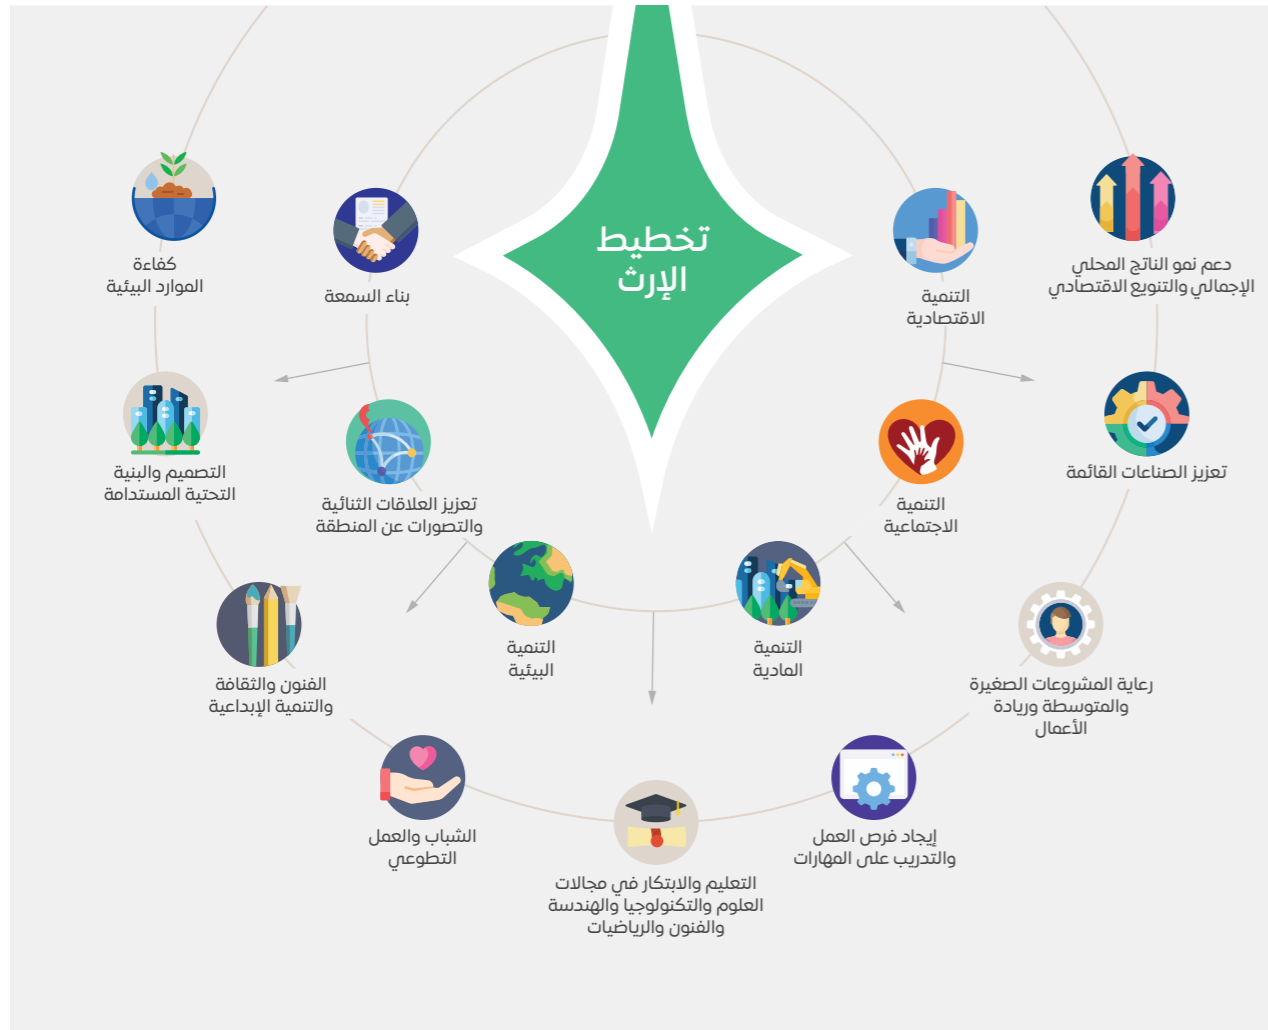 تخطيط
الإرث
دعم نمو الناتج المحلي
الإجمالي والتنويع الاقتصادي
التنمية
الاقتصادية
بناء السمعة
كفاءة
الموارد البيئية
تعزيز الصناعات القائمة
التنمية
الاجتماعية
تعزيز العلاقات الثنائية
والتصورات عن المنطقة
التصميم والبنية
التحتية المستدامة
رعاية المشروعات الصغيرة
والمتوسطة وريادة
الأعمال
التنمية
المادية
التنمية
البيئية
الفنون والثقافة
والتنمية الإبداعية
إيجاد فرص العمل
والتدريب على المهارات
التعليم والابتكار في مجالات
العلوم والتكنولوجيا والهندسة
والفنون والرياضيات
الشباب والعمل
التطوعي